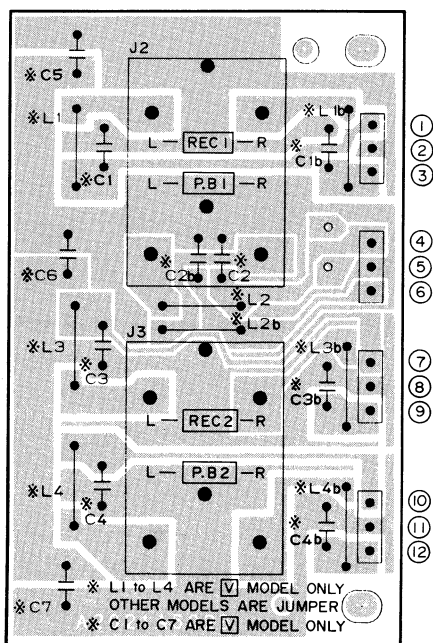 J2
※C5
※L1
※L1b
①
L — REC1 — R
※
②
C1b
※C1
L — P.B1 — R
③
④
※ ※
※C6
C2b C2
⑤
※L2
⑥
※L2b
J3
※L3
※L3b
⑦
※C3
※C3b
⑧
L — REC2 — R
⑨
L — P.B2 — R
※L4
※L4b
⑩
※C4
※C4b
⑪
⑫
※ L1 to L4 ARE V MODEL ONLY
※C7
OTHER MODELS ARE JUMPER
※ C1 to C7 ARE V MODEL ONLY